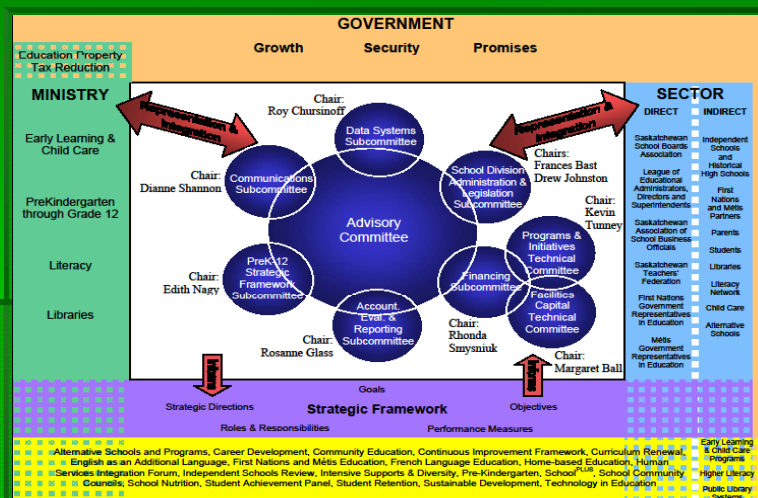 GOVERNMENT
Growth Security Promises
Education Property
Tax Reduction
MINISTRY
Early Learning &
Child Care
PreKindergarten
through Grade 12
Literacy
Libraries
Representation &
Integration
Representation &
Integration
Chair:
Roy Chursinoff
Data Systems
Subcommittee
Chair:
Dianne Shannon
Communications
Subcommittee
Chairs:
Frances Bast
Drew Johnston
School Division
Administration &
Legislation
Subcommittee
Advisory
Committee
Chair:
Kevin
Tunney
Programs &
Initiatives
Technical
Committee
Chair:
Edith Nagy
PreK-12
Strategic
Framework
Subcommittee
Financing
Subcommittee
Facilities
Capital
Technical
Committee
Account.
Eval. &
Reporting
Subcommittee
Chair:
Rosanne Glass
Chair:
Rhonda
Smysniuk
Chair:
Margaret Ball
Informs
Informs
SECTOR
DIRECT
Saskatchewan
School Boards
Association
League of
Educational
Administrators,
Directors and
Superintendents
Saskatchewan
Association of
School Business
Officials
Saskatchewan
Teachers'
Federation
First Nations
Government
Representatives
in Education
Métis
Government
Representatives
in Education
INDIRECT
Independent
Schools
and
Historical
High Schools
First
Nations
and Métis
Partners
Parents
Students
Libraries
Literacy
Network
Child Care
Alternative
Schools
Goals
Strategic Directions
Objectives
Strategic Framework
Roles & Responsibilities
Performance Measures
Alternative Schools and Programs, Career Development, Community Education, Continuous Improvement Framework, Curriculum Renewal,
English as an Additional Language, First Nations and Métis Education, French Language Education, Home-based Education, Human
Services Integration Forum, Independent Schools Review, Intensive Supports & Diversity, Pre-Kindergarten, SchoolPLUS, School Community
Councils, School Nutrition, Student Achievement Panel, Student Retention, Sustainable Development, Technology in Education
Early Learning
& Child Care
Programs
Higher Literacy
Public Library
Systems